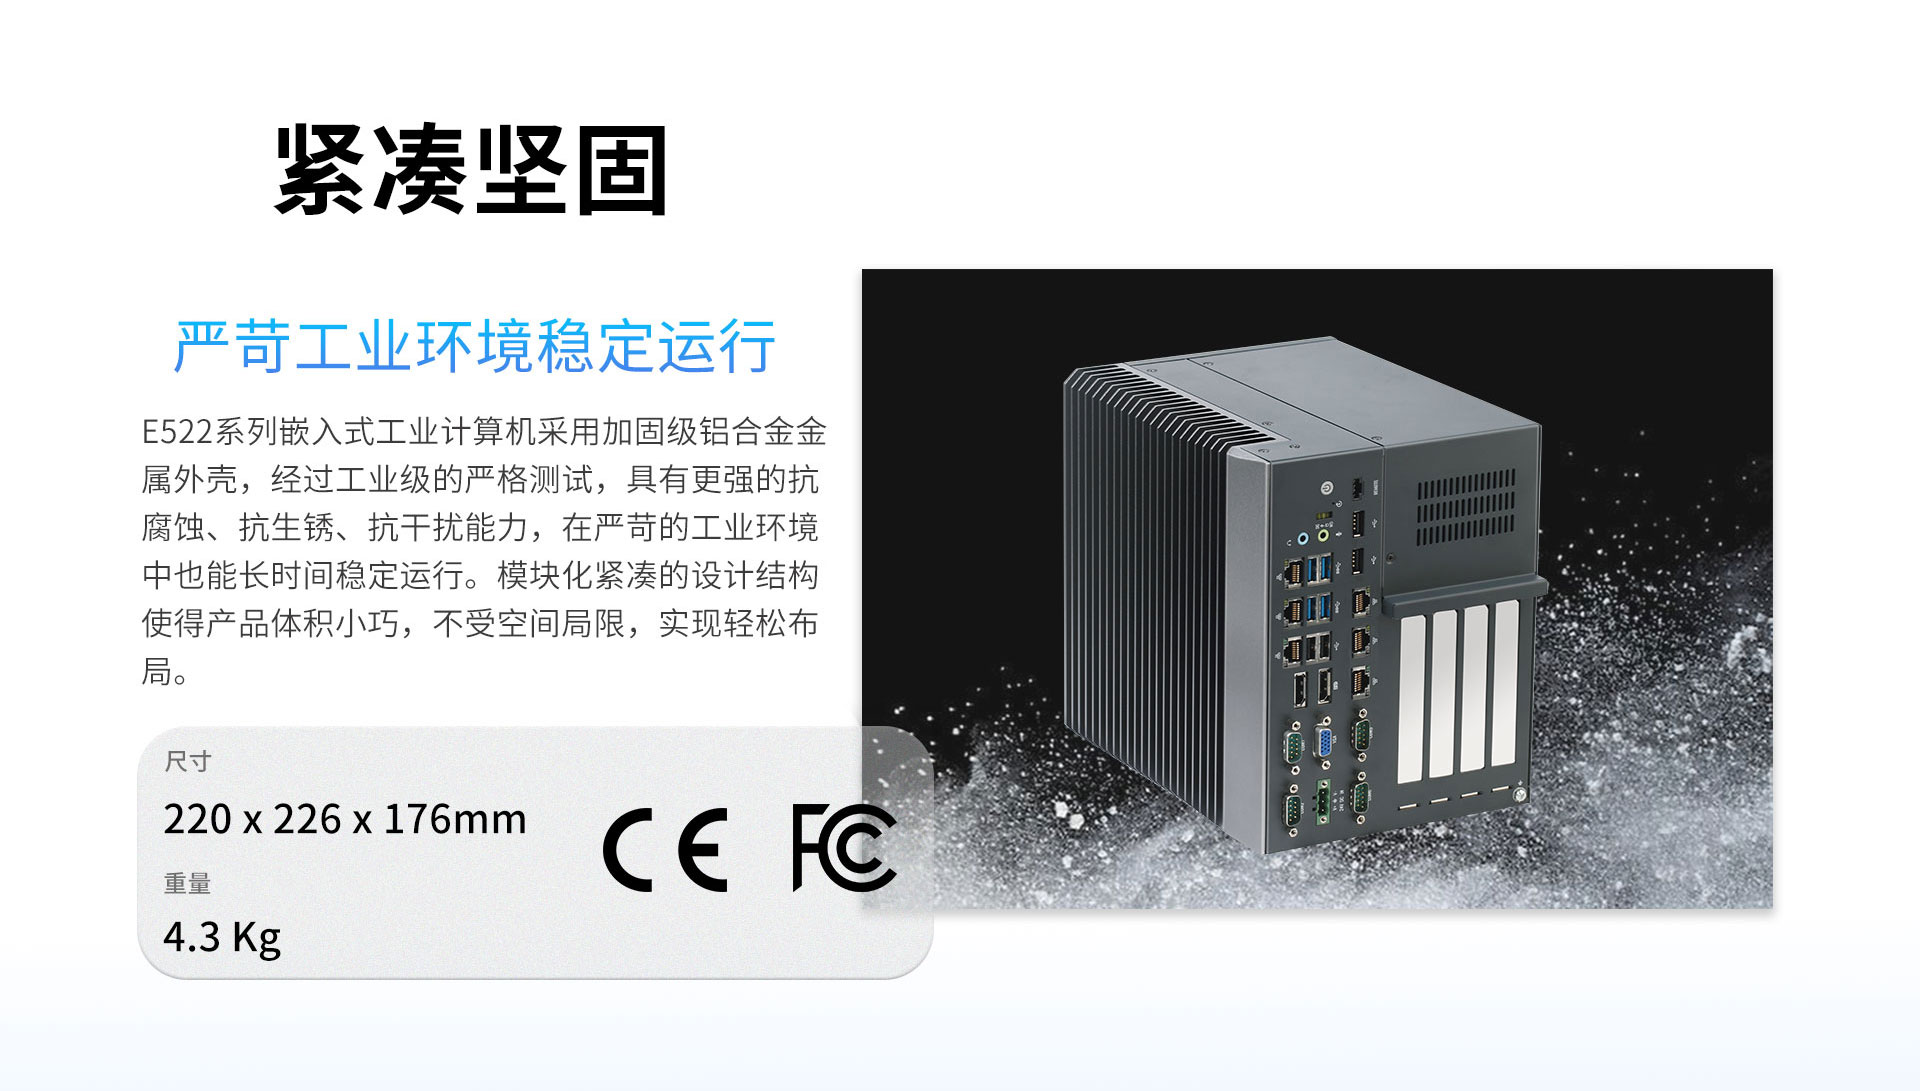 紧凑坚固
严苛工业环境稳定运行
E522系列嵌入式工业计算机采用加固级铝合金金
属外壳，经过工业级的严格测试，具有更强的抗
腐蚀、抗生锈、抗干扰能力，在严苛的工业环境
中也能长时间稳定运行。模块化紧凑的设计结构
使得产品体积小巧，不受空间局限，实现轻松布
局。
尺寸
220 x 226 x 176mm
重量
4.3 Kg
CE FC